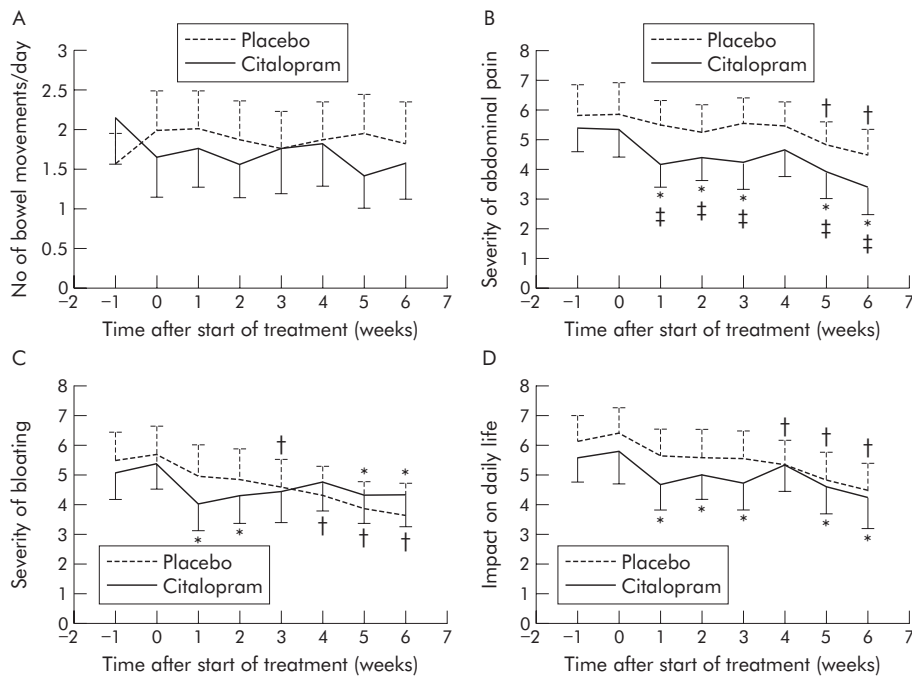 A
Placebo
Citalopram
No of bowel movements/day
3
2.5
2
1.5
1
0.5
0
−2 −1 0 1 2 3 4 5 6 7
Time after start of treatment (weeks)
B
Placebo
Citalopram
Severity of abdominal pain
8
7
6
5
4
3
2
1
0
† †
* * * * *
‡ ‡ ‡ ‡ ‡
−2 −1 0 1 2 3 4 5 6 7
Time after start of treatment (weeks)
C
Severity of bloating
8
7
6
5
4
3
2
1
0
† * *
* * † † †
Placebo
Citalopram
−2 −1 0 1 2 3 4 5 6 7
Time after start of treatment (weeks)
D
Impact on daily life
8
7
6
5
4
3
2
1
0
† † †
* * * * *
Placebo
Citalopram
−2 −1 0 1 2 3 4 5 6 7
Time after start of treatment (weeks)